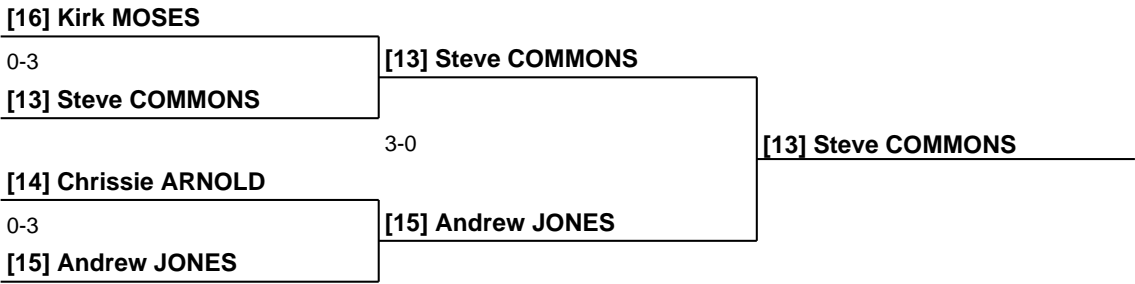 [16] Kirk MOSES
0-3
[13] Steve COMMONS
[13] Steve COMMONS
3-0
[13] Steve COMMONS
[14] Chrissie ARNOLD
0-3
[15] Andrew JONES
[15] Andrew JONES